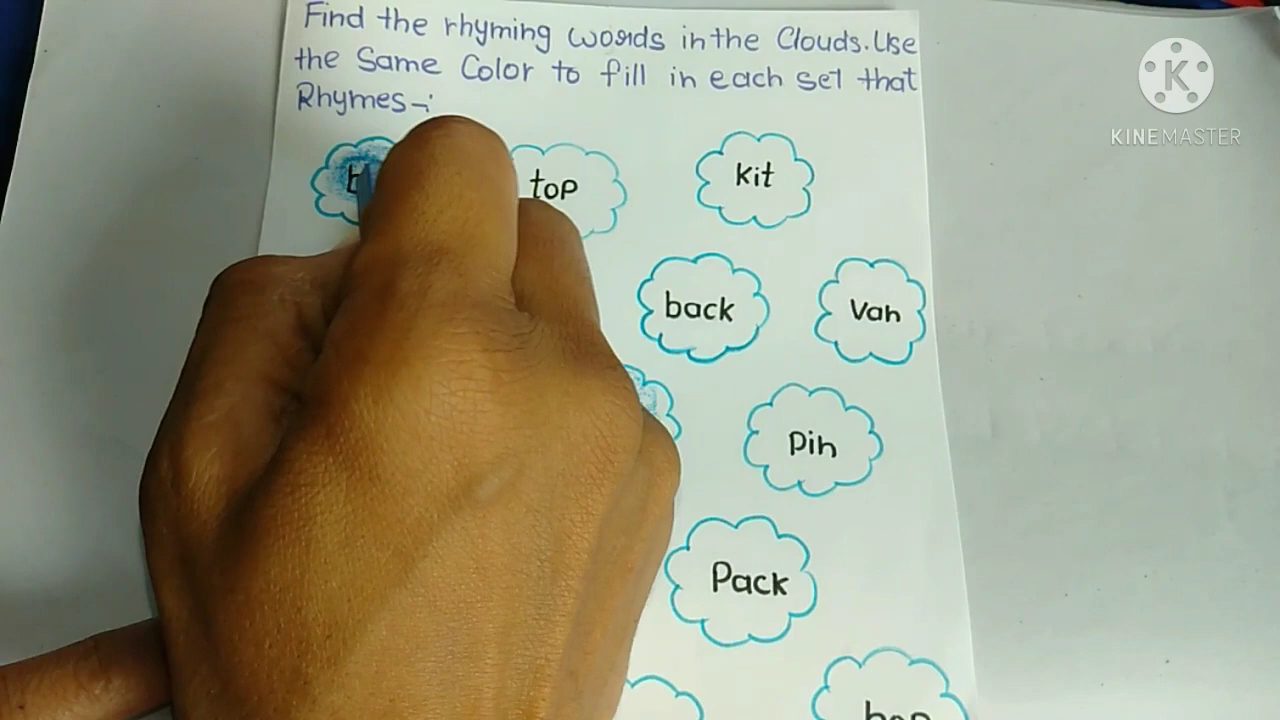 Find the rhyming words in the Clouds. Use
the Same Color to fill in each set that
Rhymes-:
K
KINEMASTER
top
kit
back
Vah
Pin
Pack